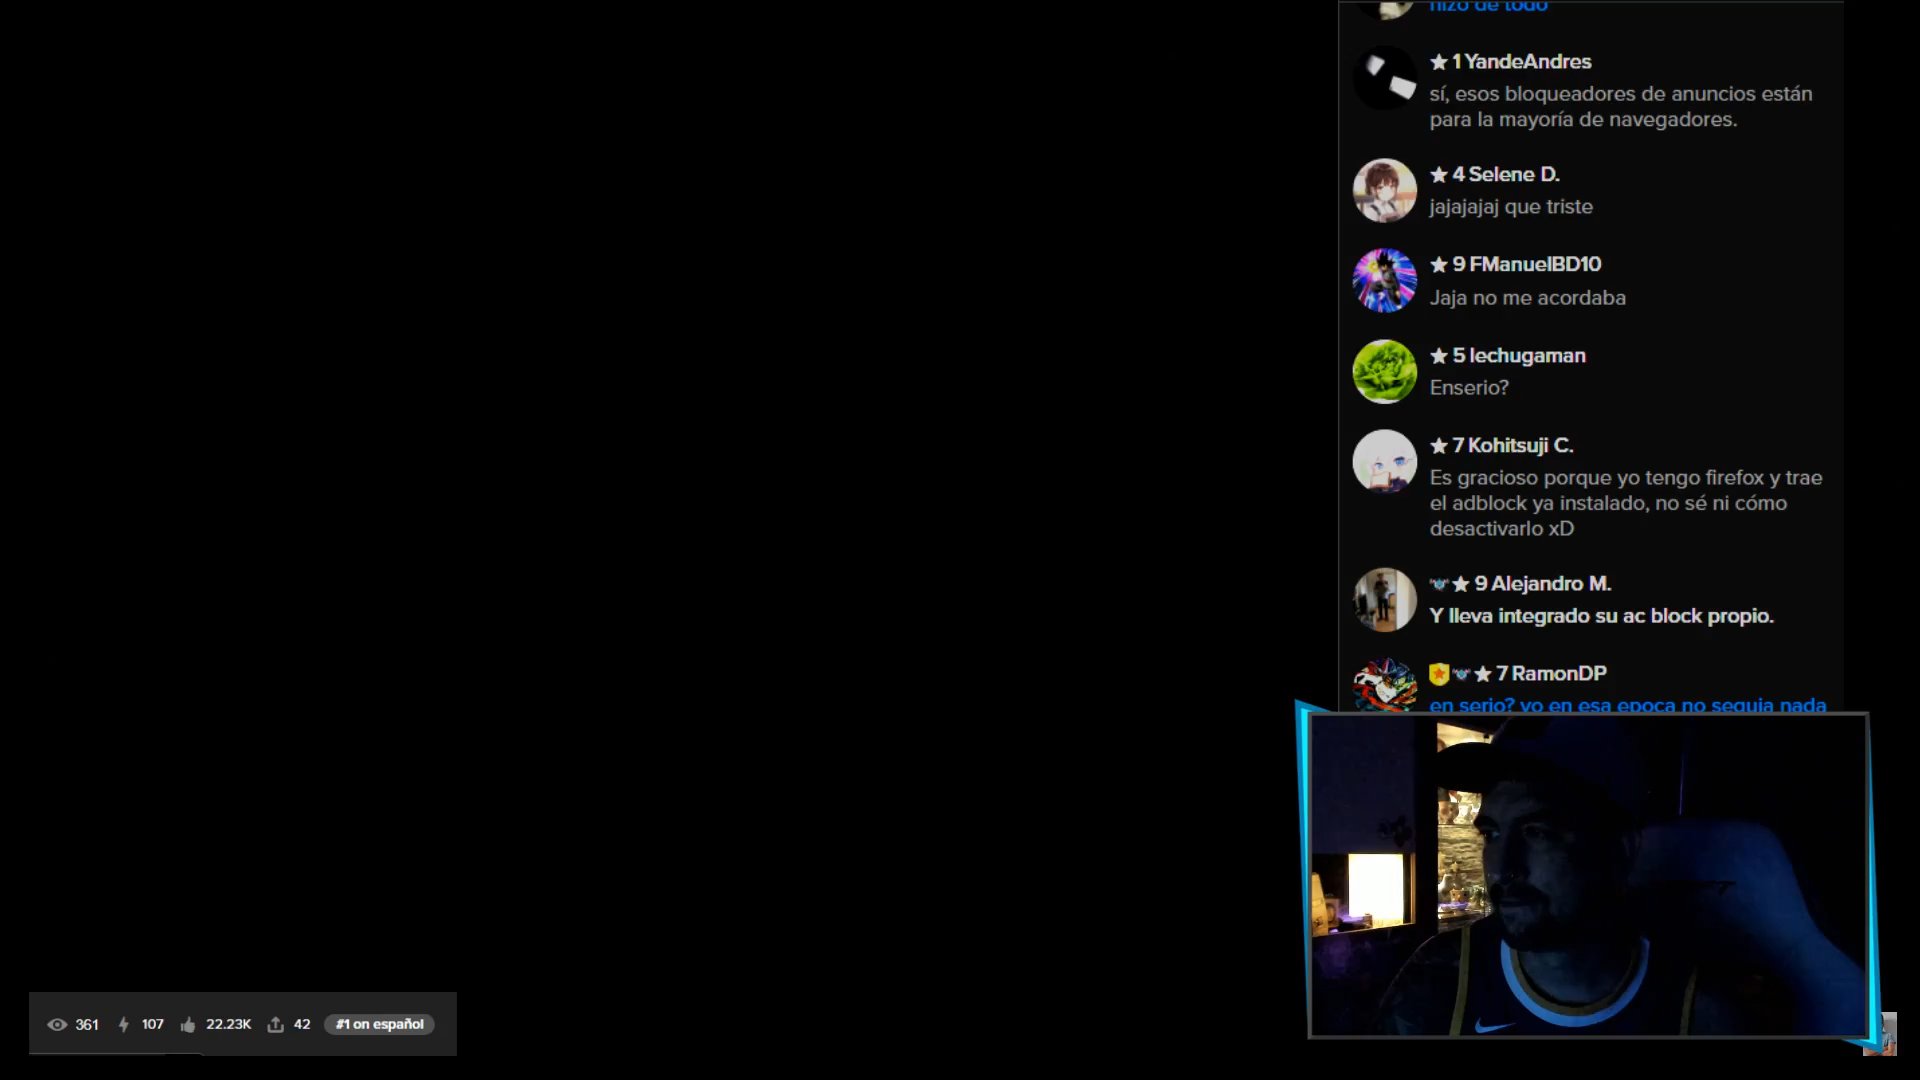 hizo de todo
1 YandeAndres
sí, esos bloqueadores de anuncios están
para la mayoría de navegadores.
4 Selene D.
jajajajaj que triste
9 FManuelBD10
Jaja no me acordaba
5 lechugaman
Enserio?
7 Kohitsuji C.
Es gracioso porque yo tengo firefox y trae
el adblock ya instalado, no sé ni cómo
desactivarlo xD
9 Alejandro M.
Y lleva integrado su ac block propio.
7 RamonDP
en serio? yo en esa epoca no seguia nada
361 107 22.23K 42 #1 on español